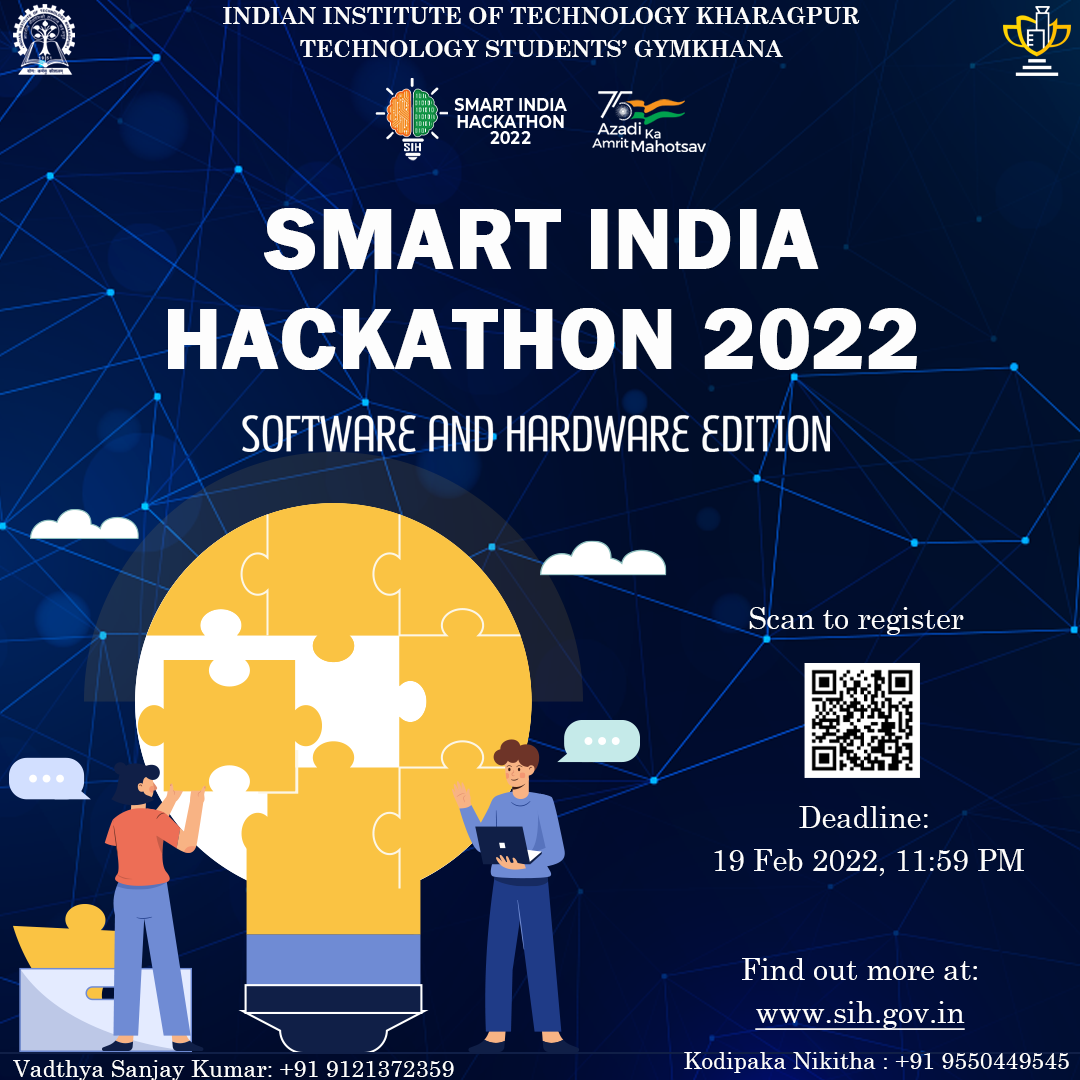 INDIAN INSTITUTE OF TECHNOLOGY KHARAGPUR
TECHNOLOGY STUDENTS’ GYMKHANA
SMART INDIA
HACKATHON
2022
SIH
75
Azadi Ka
Amrit Mahotsav
SMART INDIA
HACKATHON 2022
SOFTWARE AND HARDWARE EDITION
Scan to register
Deadline:
19 Feb 2022, 11:59 PM
Find out more at:
www.sih.gov.in
Vadthya Sanjay Kumar: +91 9121372359
Kodipaka Nikitha : +91 9550449545